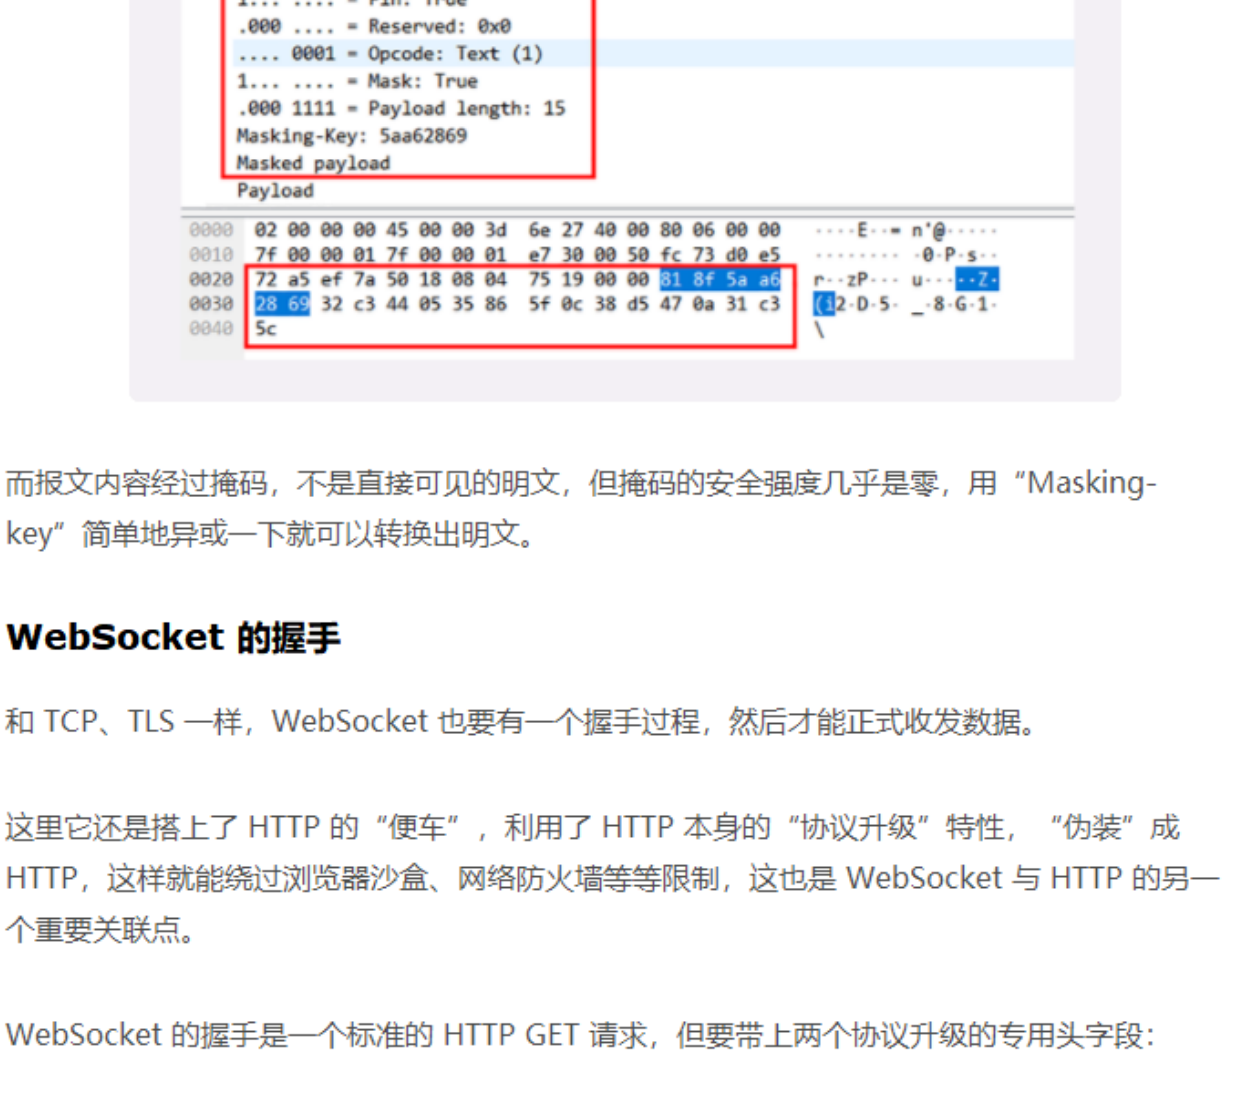 1... .... = Fin: True
.000 .... = Reserved: 0x0
.... 0001 = Opcode: Text (1)
1... .... = Mask: True
.000 1111 = Payload length: 15
Masking-Key: 5aa62869
Masked payload
Payload
0000 02 00 00 00 45 00 00 3d 6e 27 40 00 80 06 00 00 ····E··= n'@·····
0010 7f 00 00 01 7f 00 00 01 e7 30 00 50 fc 73 d0 e5 ········ ·0·P·s··
0020 72 a5 ef 7a 50 18 08 04 75 19 00 00 81 8f 5a a6 r··zP··· u·····Z·
0030 28 69 32 c3 44 05 35 86 5f 0c 38 d5 47 0a 31 c3 (i2·D·5· _·8·G·1·
0040 5c \
而报文内容经过掩码，不是直接可见的明文，但掩码的安全强度几乎是零，用“Masking-
key”简单地异或一下就可以转换出明文。
WebSocket 的握手
和 TCP、TLS 一样，WebSocket 也要有一个握手过程，然后才能正式收发数据。
这里它还是搭上了 HTTP 的“便车”，利用了 HTTP 本身的“协议升级”特性，“伪装”成
HTTP，这样就能绕过浏览器沙盒、网络防火墙等等限制，这也是 WebSocket 与 HTTP 的另一
个重要关联点。
WebSocket 的握手是一个标准的 HTTP GET 请求，但要带上两个协议升级的专用头字段：